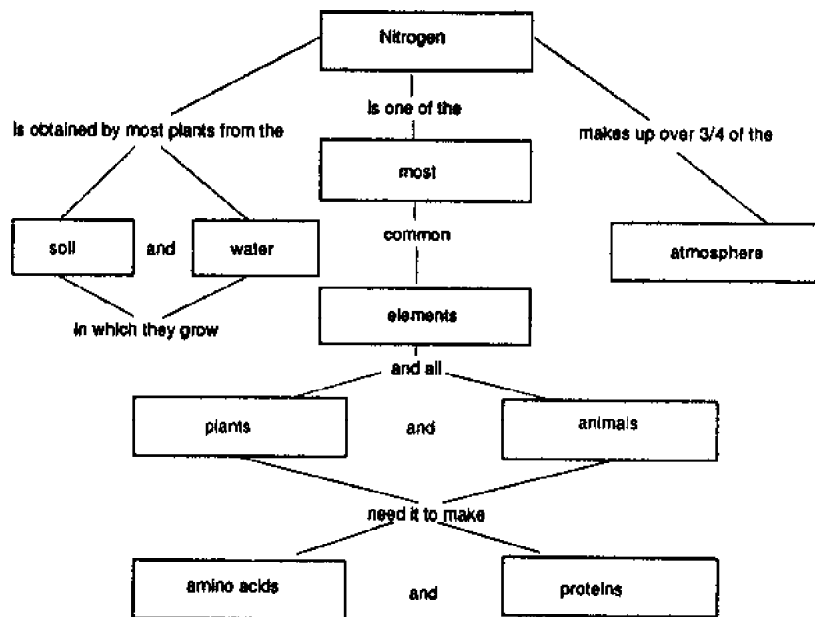 Nitrogen
is one of the
is obtained by most plants from the
makes up over 3/4 of the
most
soil and water
common
atmosphere
in which they grow
elements
and all
plants and animals
need it to make
amino acids and proteins